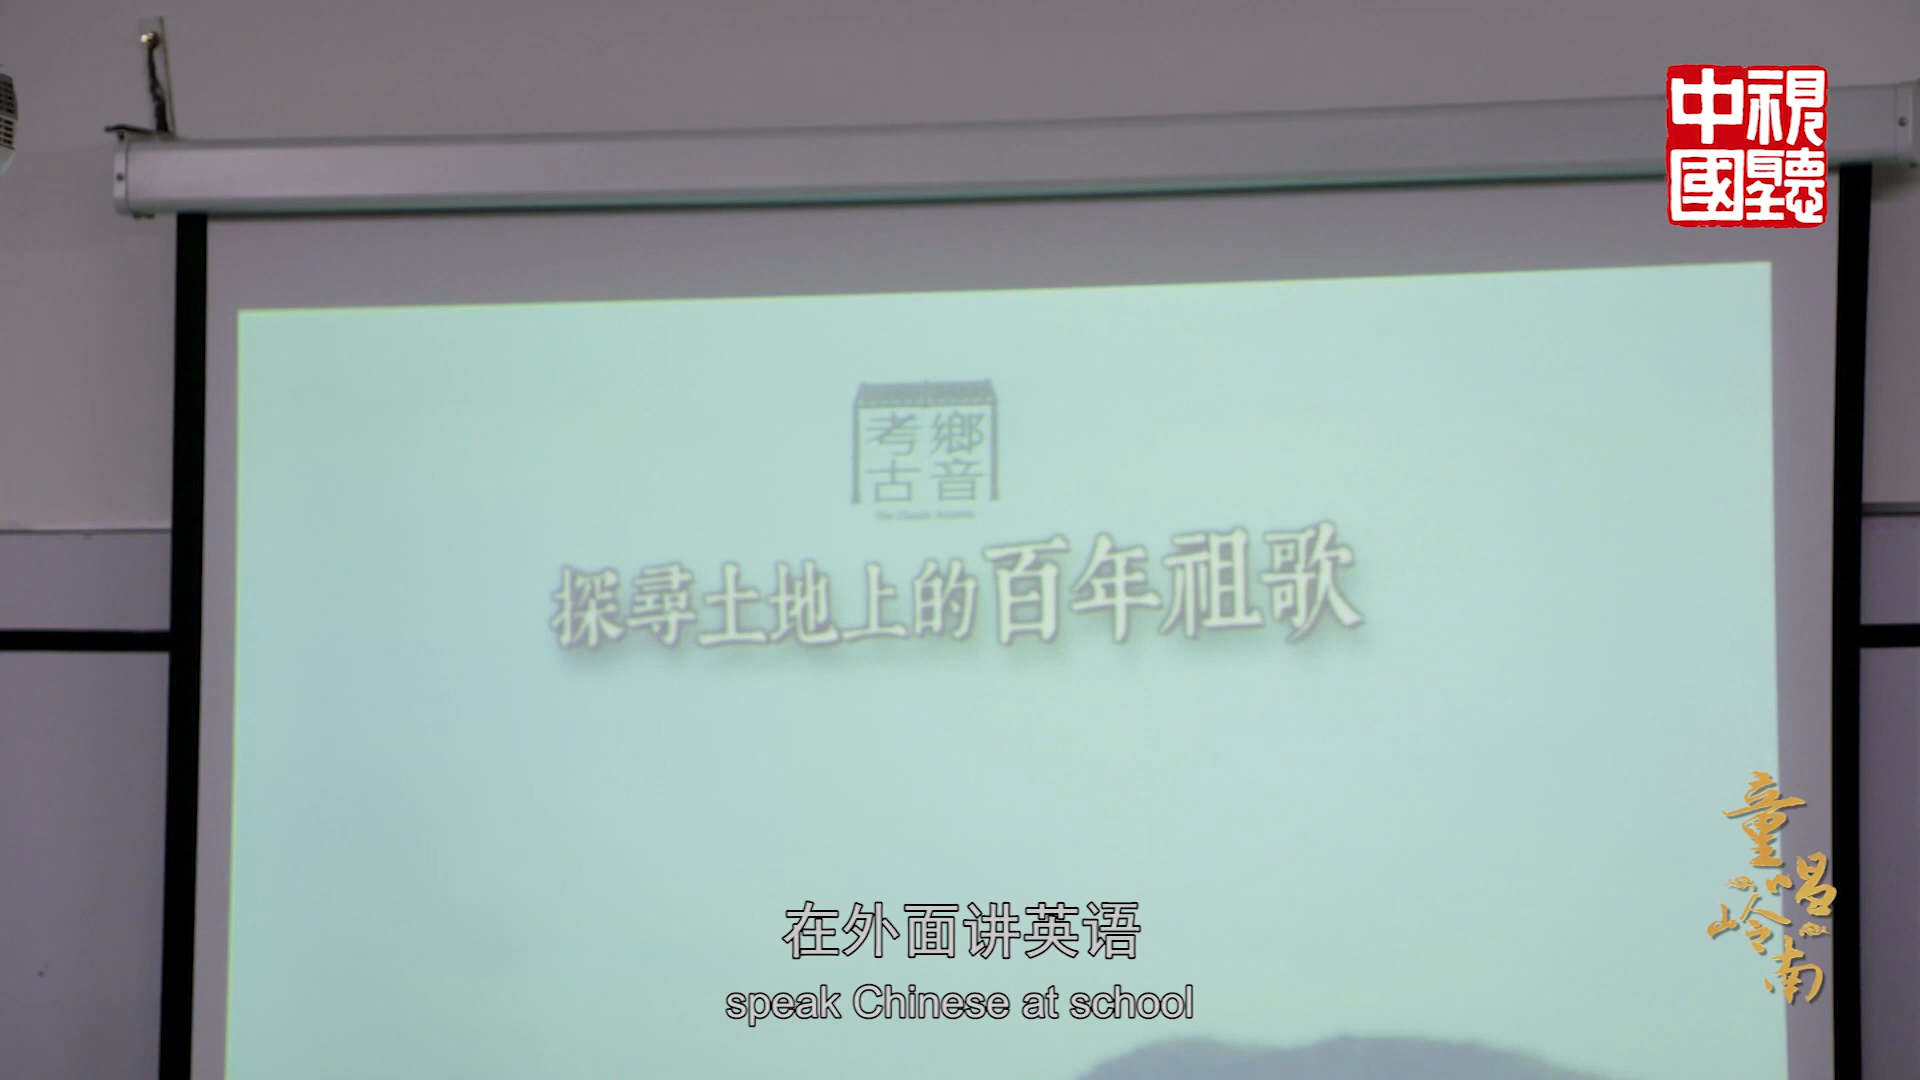 中視
國聽
考鄉
古音
探尋土地上的百年祖歌
童唱
岭南
在外面讲英语
speak Chinese at school